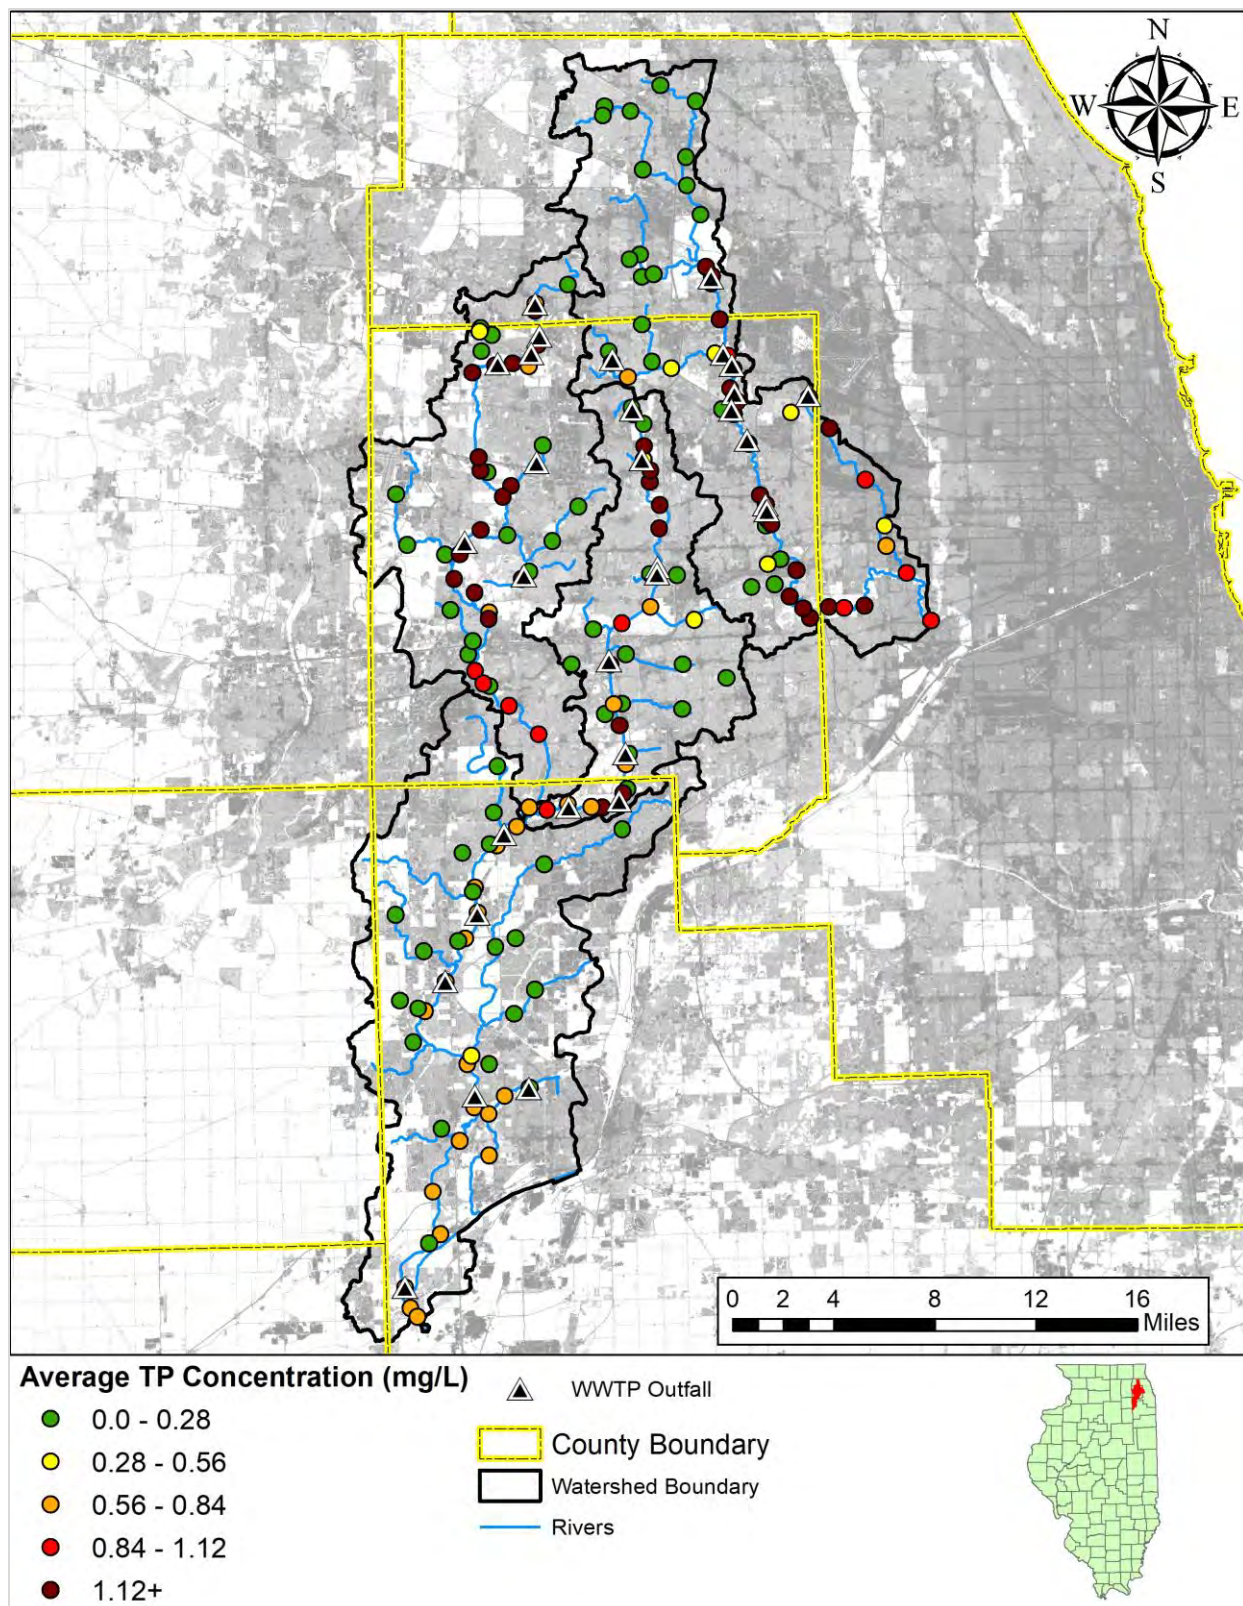 N
W E
S
0 2 4 8 12 16
Miles
Average TP Concentration (mg/L)
0.0 - 0.28
0.28 - 0.56
0.56 - 0.84
0.84 - 1.12
1.12+
WWTP Outfall
County Boundary
Watershed Boundary
Rivers